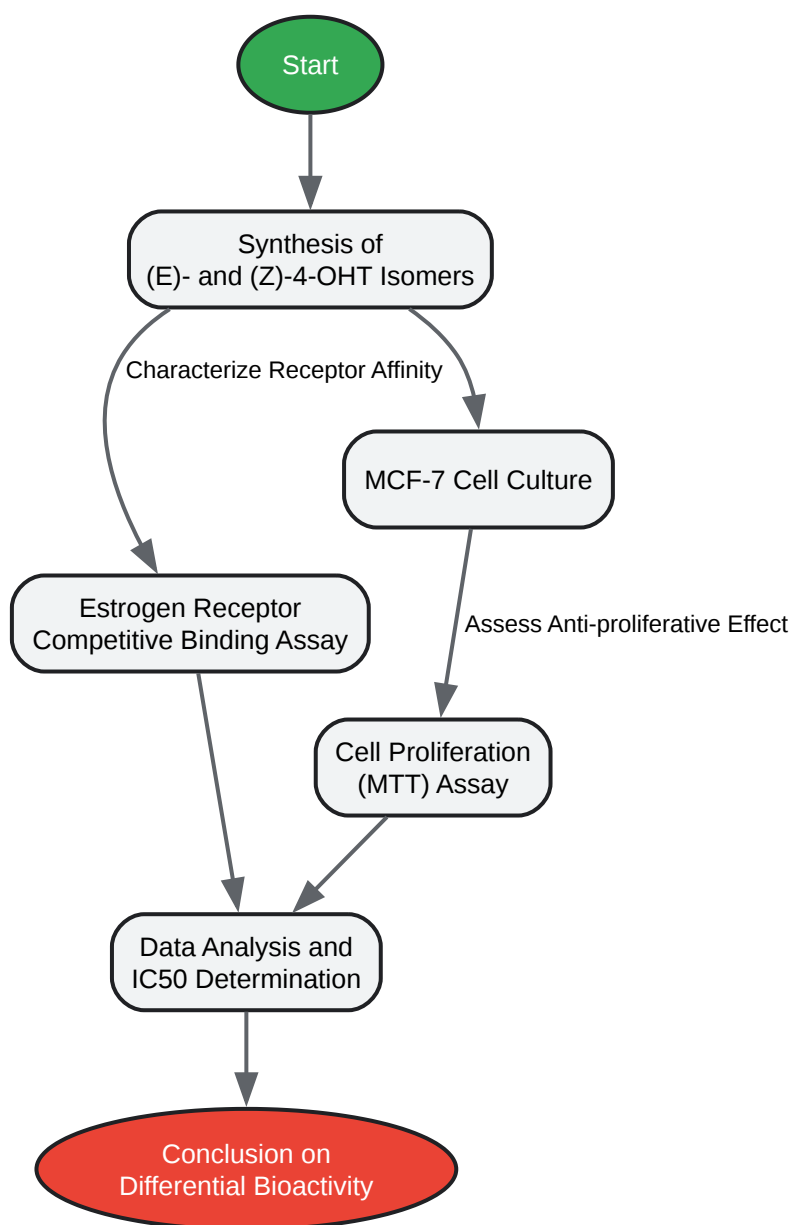 Start
Synthesis of
(E)- and (Z)-4-OHT Isomers
Characterize Receptor Affinity
MCF-7 Cell Culture
Estrogen Receptor
Competitive Binding Assay
Assess Anti-proliferative Effect
Cell Proliferation
(MTT) Assay
Data Analysis and
IC50 Determination
Conclusion on
Differential Bioactivity